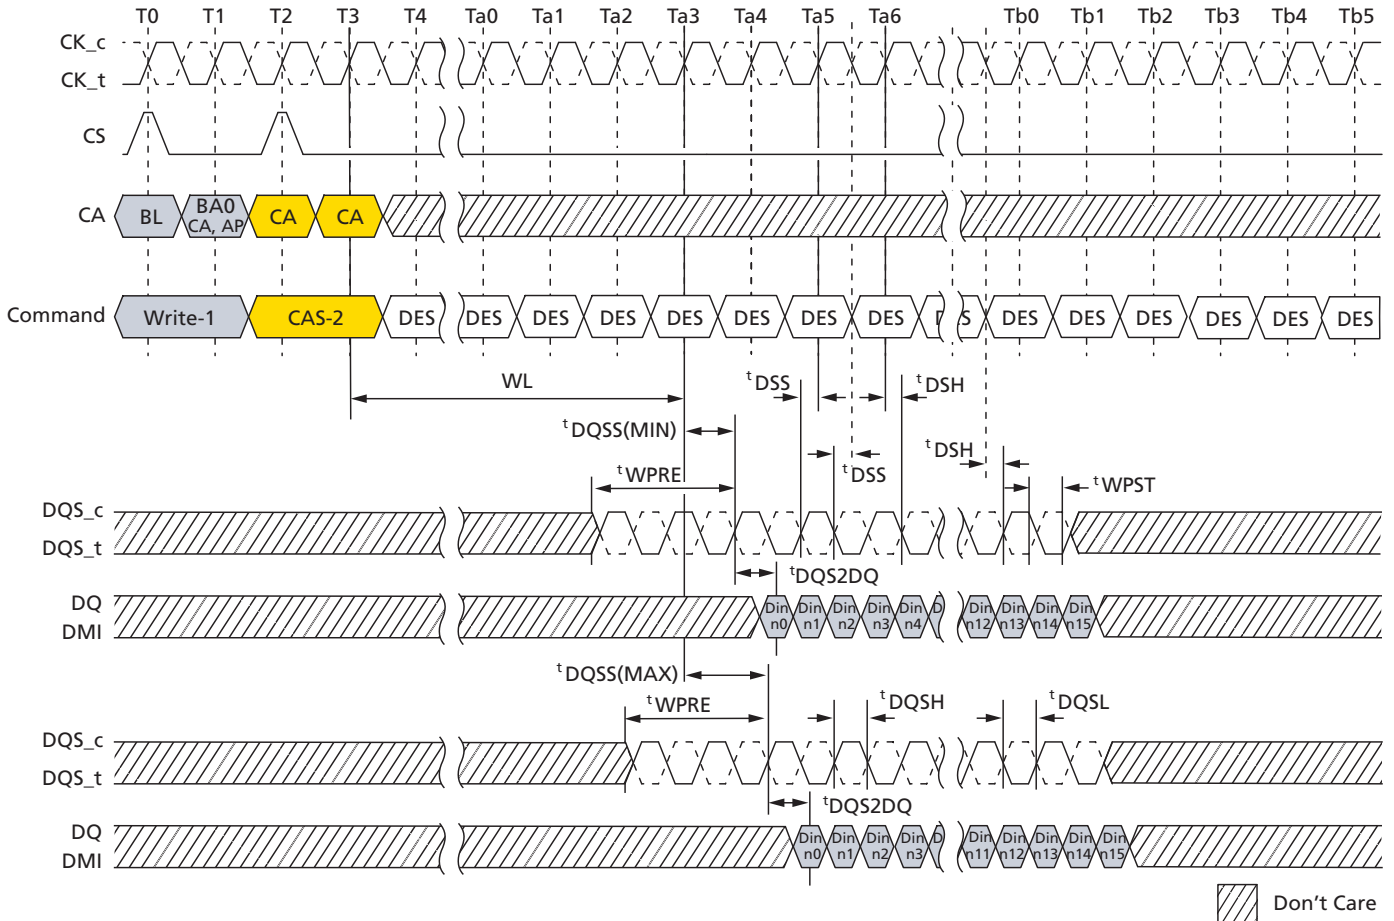 T0 T1 T2 T3 T4 Ta0 Ta1 Ta2 Ta3 Ta4 Ta5 Ta6 Tb0 Tb1 Tb2 Tb3 Tb4 Tb5
CK_c
CK_t
CS
CA BL BA0 CA, AP CA CA
Command Write-1 CAS-2 DES DES DES DES DES DES DES DES DES DES DES DES DES DES
WL
tDSS tDSH
tDQSS(MIN)
tDSH
tWPRE tDSS tWPST
DQS_c
DQS_t
tDQS2DQ
DQ
DMI
Din n0 Din n1 Din n2 Din n3 Din n4 Din n12 Din n13 Din n14 Din n15
tDQSS(MAX)
tWPRE tDQSH tDQSL
DQS_c
DQS_t
tDQS2DQ
DQ
DMI
Din n0 Din n1 Din n2 Din n3 Din n11 Din n12 Din n13 Din n14 Din n15
Don't Care